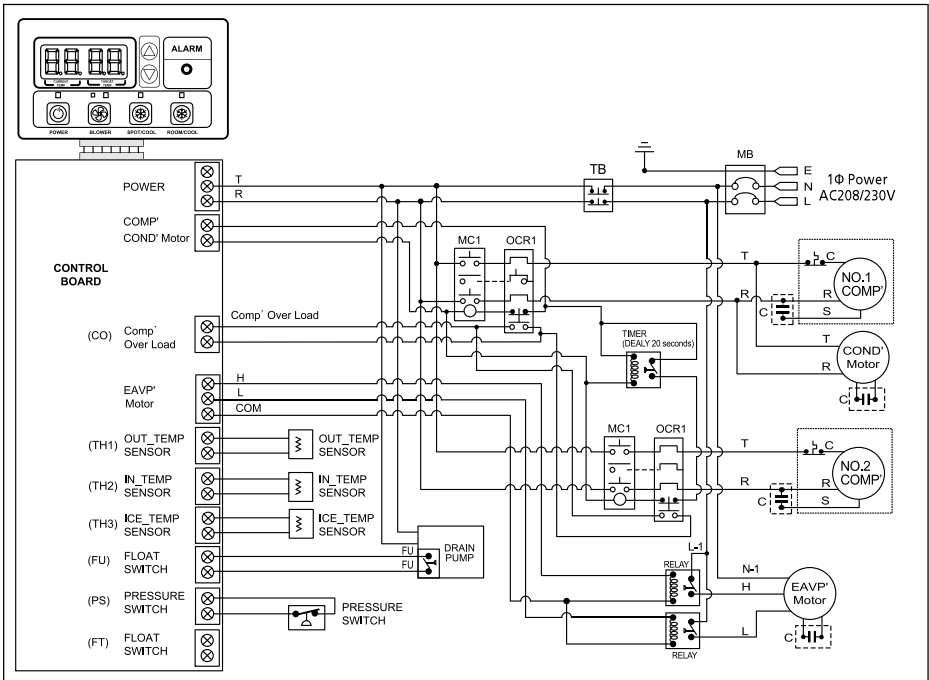 ALARM
CURRENT TEMP
TARGET TEMP
POWER
BLOWER
SPOT/COOL
ROOM/COOL
CONTROL
BOARD
POWER
T
R
COMP'
COND' Motor
(CO)
Comp'
Over Load
Comp' Over Load
EAVP'
Motor
H
L
COM
(TH1)
OUT_TEMP
SENSOR
OUT_TEMP
SENSOR
(TH2)
IN_TEMP
SENSOR
IN_TEMP
SENSOR
(TH3)
ICE_TEMP
SENSOR
ICE_TEMP
SENSOR
(FU)
FLOAT
SWITCH
FU
FU
DRAIN
PUMP
(PS)
PRESSURE
SWITCH
PRESSURE
SWITCH
(FT)
FLOAT
SWITCH
TB
MB
E
N
L
1Φ Power
AC208/230V
MC1
OCR1
T
R
C
R
S
C
NO.1
COMP'
TIMER
(DEALY 20 seconds)
T
R
COND'
Motor
C
MC1
OCR1
T
R
C
R
S
C
NO.2
COMP'
L-1
RELAY
N-1
H
L
EAVP'
Motor
C
RELAY